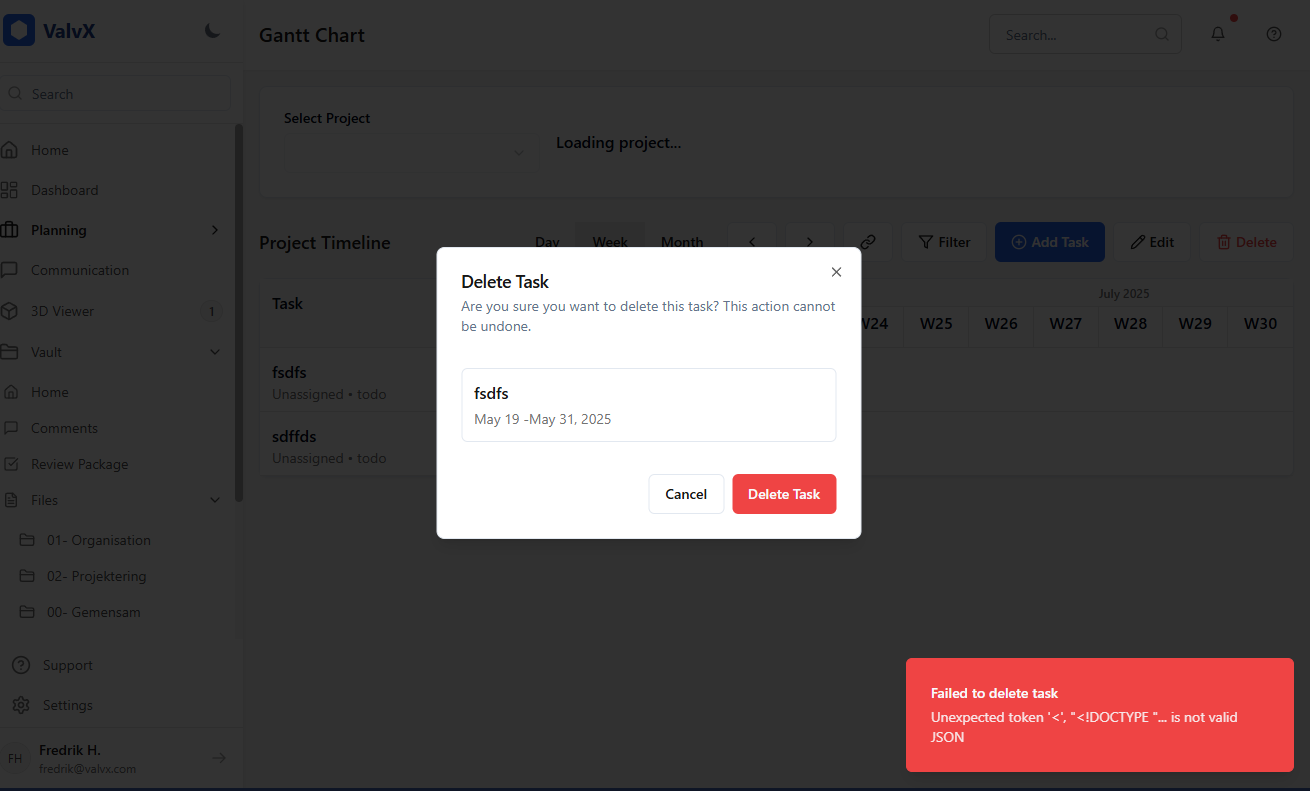 ValvX
Search
Home
Dashboard
Planning
Communication
3D Viewer 1
Vault
Home
Comments
Review Package
Files
01- Organisation
02- Projektering
00- Gemensam
Support
Settings
FH
Fredrik H.
fredrik@valvx.com
Gantt Chart
Search...
Select Project
Loading project...
Project Timeline
Day Week Month
Filter
Add Task
Edit
Delete
Task
July 2025
W24 W25 W26 W27 W28 W29 W30
fsdfs
Unassigned • todo
sdffds
Unassigned • todo
Delete Task
Are you sure you want to delete this task? This action cannot
be undone.
fsdfs
May 19 -May 31, 2025
Cancel
Delete Task
Failed to delete task
Unexpected token '<', "<!DOCTYPE "... is not valid
JSON